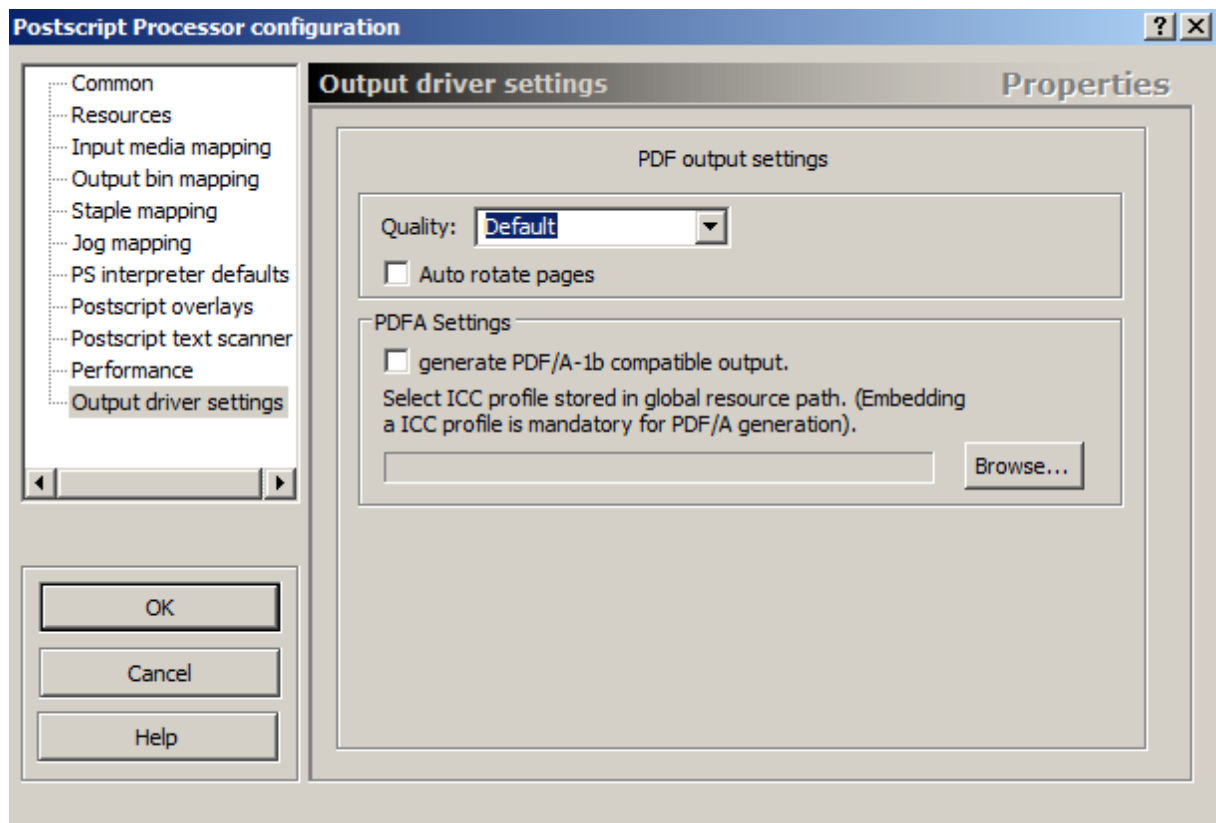 Postscript Processor configuration
Common
Resources
Input media mapping
Output bin mapping
Staple mapping
Jog mapping
PS interpreter defaults
Postscript overlays
Postscript text scanner
Performance
Output driver settings
OK
Cancel
Help
Output driver settings
Properties
PDF output settings
Quality: Default
Auto rotate pages
PDFA Settings
generate PDF/A-1b compatible output.
Select ICC profile stored in global resource path. (Embedding
a ICC profile is mandatory for PDF/A generation).
Browse...